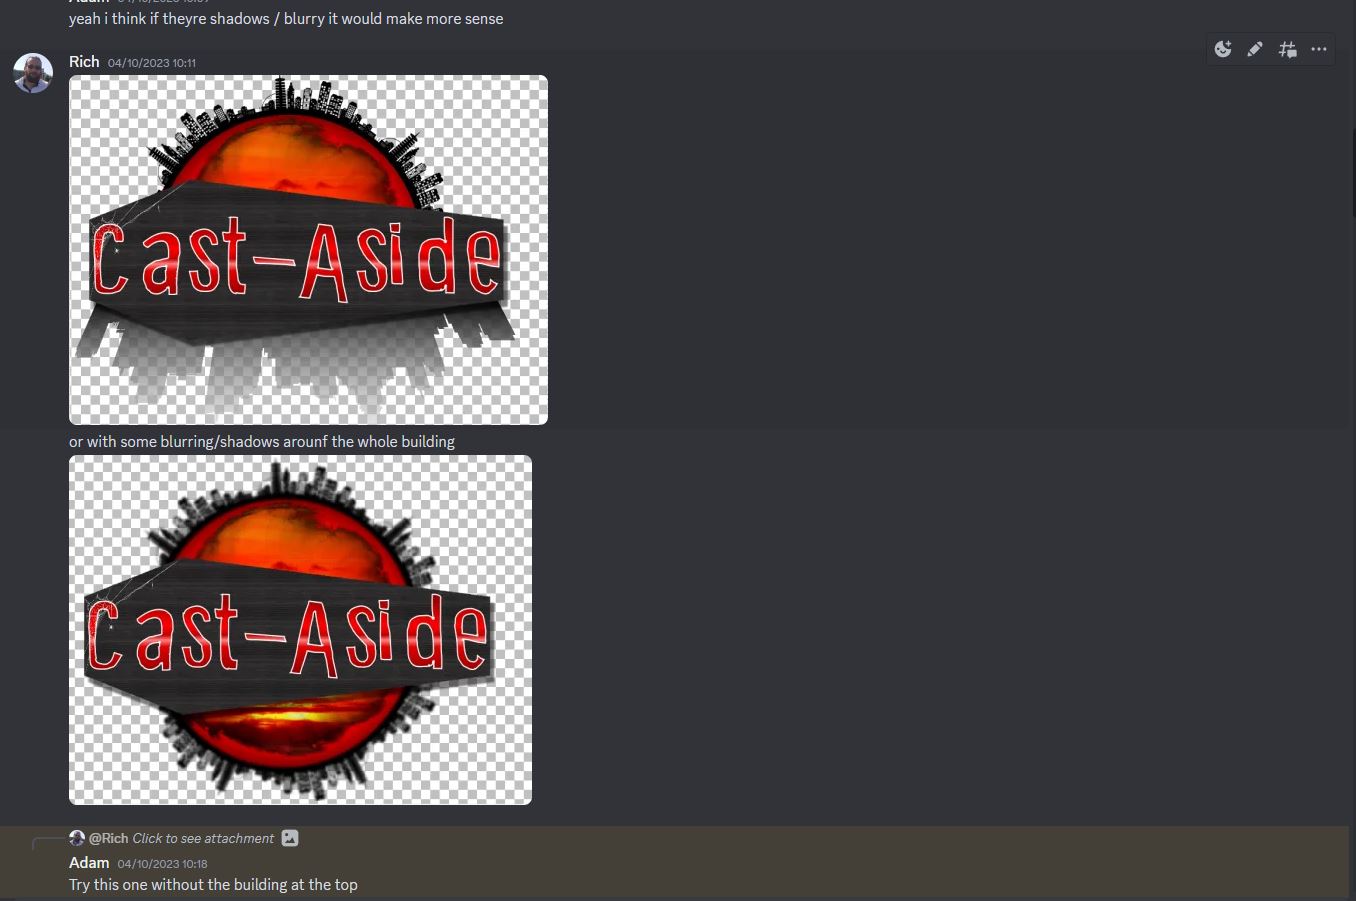 Adam
yeah i think if theyre shadows / blurry it would make more sense
Rich 04/10/2023 10:11
Cast-Aside
or with some blurring/shadows arounf the whole building
Cast-Aside
@Rich Click to see attachment
Adam 04/10/2023 10:18
Try this one without the building at the top